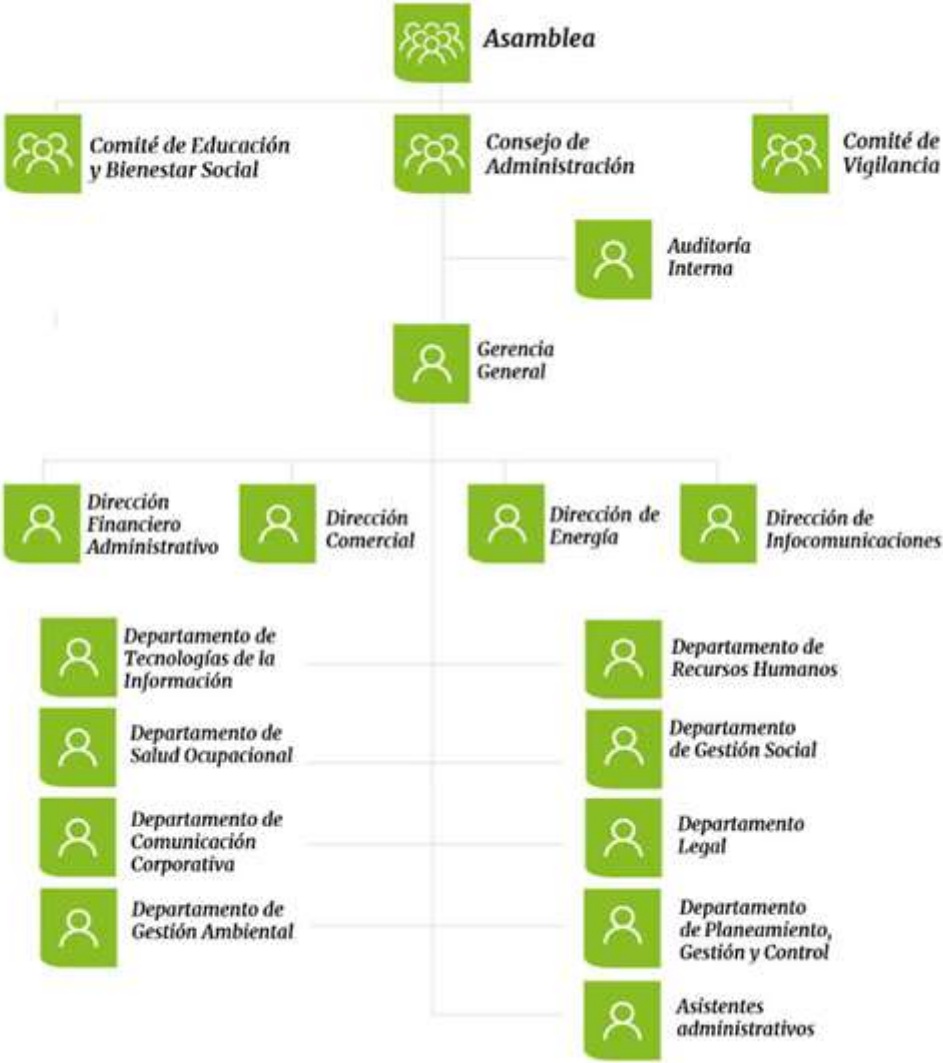 Asamblea
Comité de Educación
y Bienestar Social
Consejo de
Administración
Comité de
Vigilancia
Auditoría
Interna
Gerencia
General
Dirección
Financiero
Administrativo
Dirección
Comercial
Dirección de
Energía
Dirección de
Infocomunicaciones
Departamento de
Tecnologías de la
Información
Departamento de
Recursos Humanos
Departamento de
Salud Ocupacional
Departamento
de Gestión Social
Departamento de
Comunicación
Corporativa
Departamento
Legal
Departamento de
Gestión Ambiental
Departamento
de Planeamiento,
Gestión y Control
Asistentes
administrativos